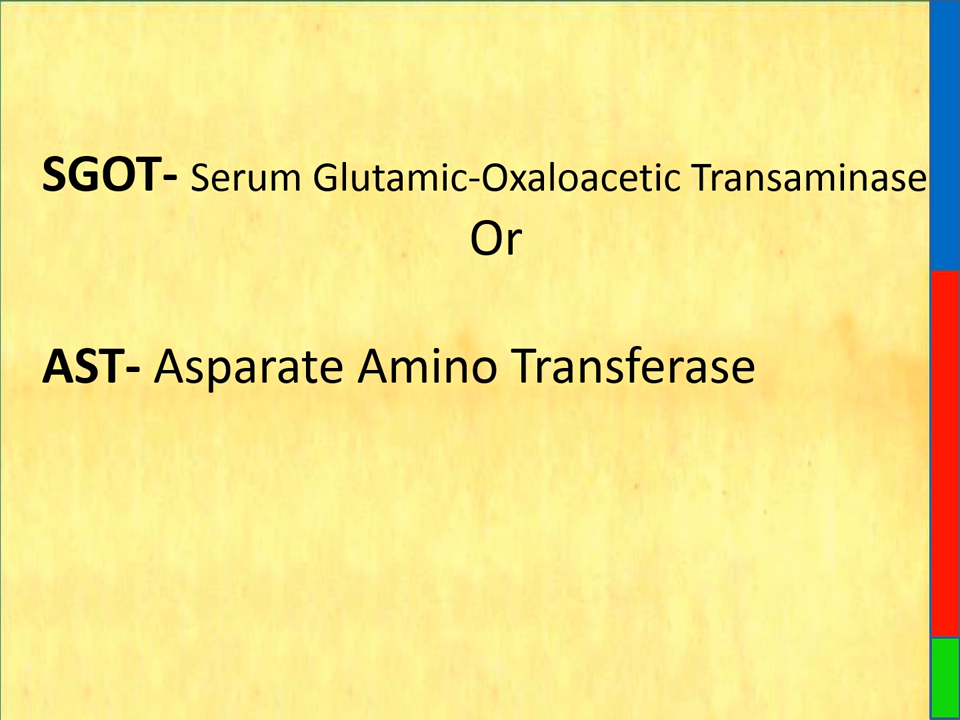 SGOT- Serum Glutamic-Oxaloacetic Transaminase
Or
AST- Asparate Amino Transferase